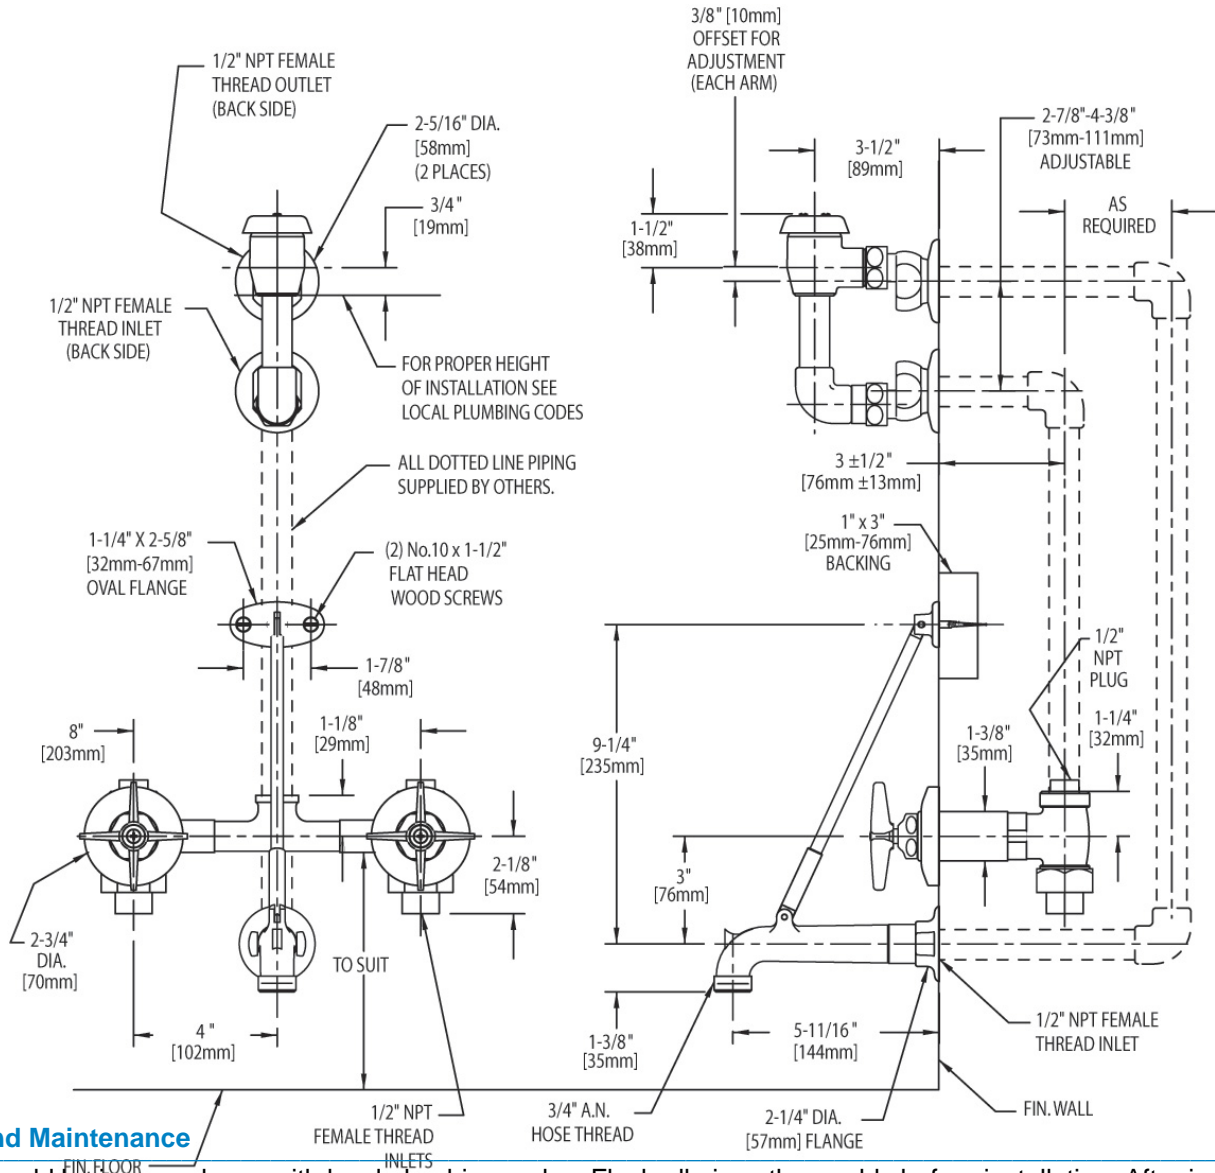 3/8" [10mm]
OFFSET FOR
ADJUSTMENT
(EACH ARM)
1/2" NPT FEMALE
THREAD OUTLET
(BACK SIDE)
2-5/16" DIA.
[58mm]
(2 PLACES)
3/4"
[19mm]
3-1/2"
[89mm]
2-7/8"-4-3/8"
[73mm-111mm]
ADJUSTABLE
AS
REQUIRED
1-1/2"
[38mm]
1/2" NPT FEMALE
THREAD INLET
(BACK SIDE)
FOR PROPER HEIGHT
OF INSTALLATION SEE
LOCAL PLUMBING CODES
ALL DOTTED LINE PIPING
SUPPLIED BY OTHERS.
3 ±1/2"
[76mm ±13mm]
1-1/4" X 2-5/8"
[32mm-67mm]
OVAL FLANGE
(2) No.10 x 1-1/2"
FLAT HEAD
WOOD SCREWS
1" x 3"
[25mm-76mm]
BACKING
1-7/8"
[48mm]
1/2"
NPT
PLUG
8"
[203mm]
1-1/8"
[29mm]
9-1/4"
[235mm]
1-3/8"
[35mm]
1-1/4"
[32mm]
2-1/8"
[54mm]
3"
[76mm]
2-3/4"
DIA.
[70mm]
TO SUIT
4 "
[102mm]
1-3/8"
[35mm]
5-11/16 "
[144mm]
1/2" NPT FEMALE
THREAD INLET
1/2" NPT
FEMALE THREAD
INLETS
3/4" A.N.
HOSE THREAD
2-1/4" DIA.
[57mm] FLANGE
FIN. WALL
nd Maintenance
FIN. FLOOR